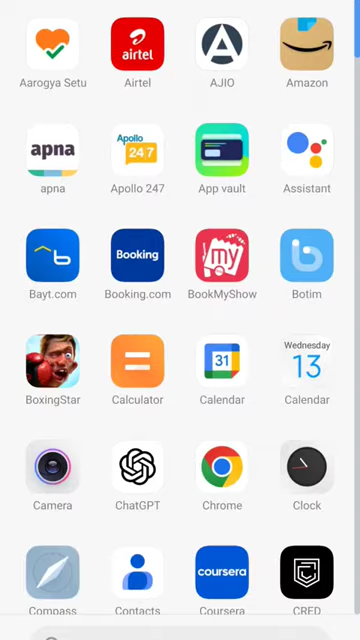 airtel
Aarogya Setu
Airtel
AJIO
Amazon
apna
Apollo
24|7
apna
Apollo 247
App vault
Assistant
Booking
my
Bayt.com
Booking.com
BookMyShow
Botim
31
Wednesday
13
BoxingStar
Calculator
Calendar
Calendar
Camera
ChatGPT
Chrome
Clock
coursera
Compass
Contacts
Coursera
CRED